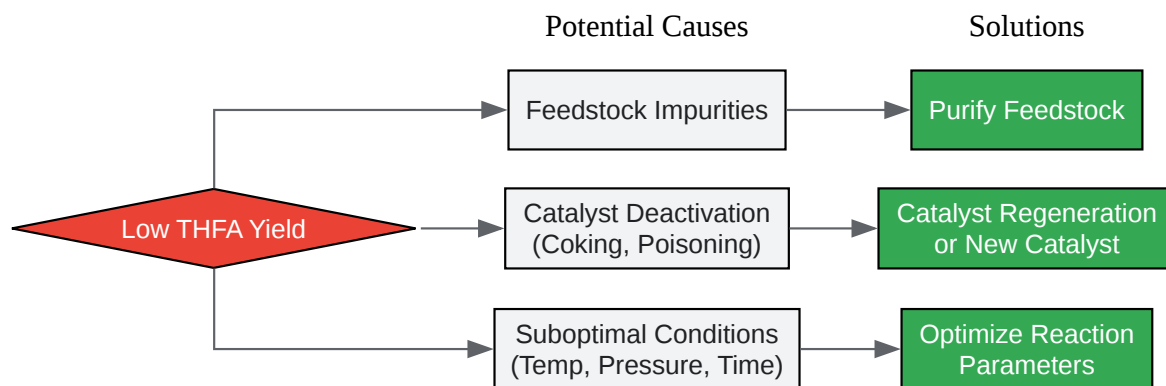 Potential Causes
Solutions
Feedstock Impurities
Purify Feedstock
Low THFA Yield
Catalyst Deactivation
(Coking, Poisoning)
Catalyst Regeneration
or New Catalyst
Suboptimal Conditions
(Temp, Pressure, Time)
Optimize Reaction
Parameters